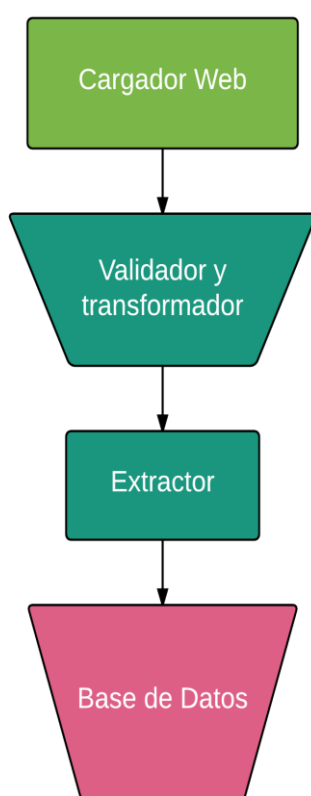 Cargador Web
Validador y
transformador
Extractor
Base de Datos